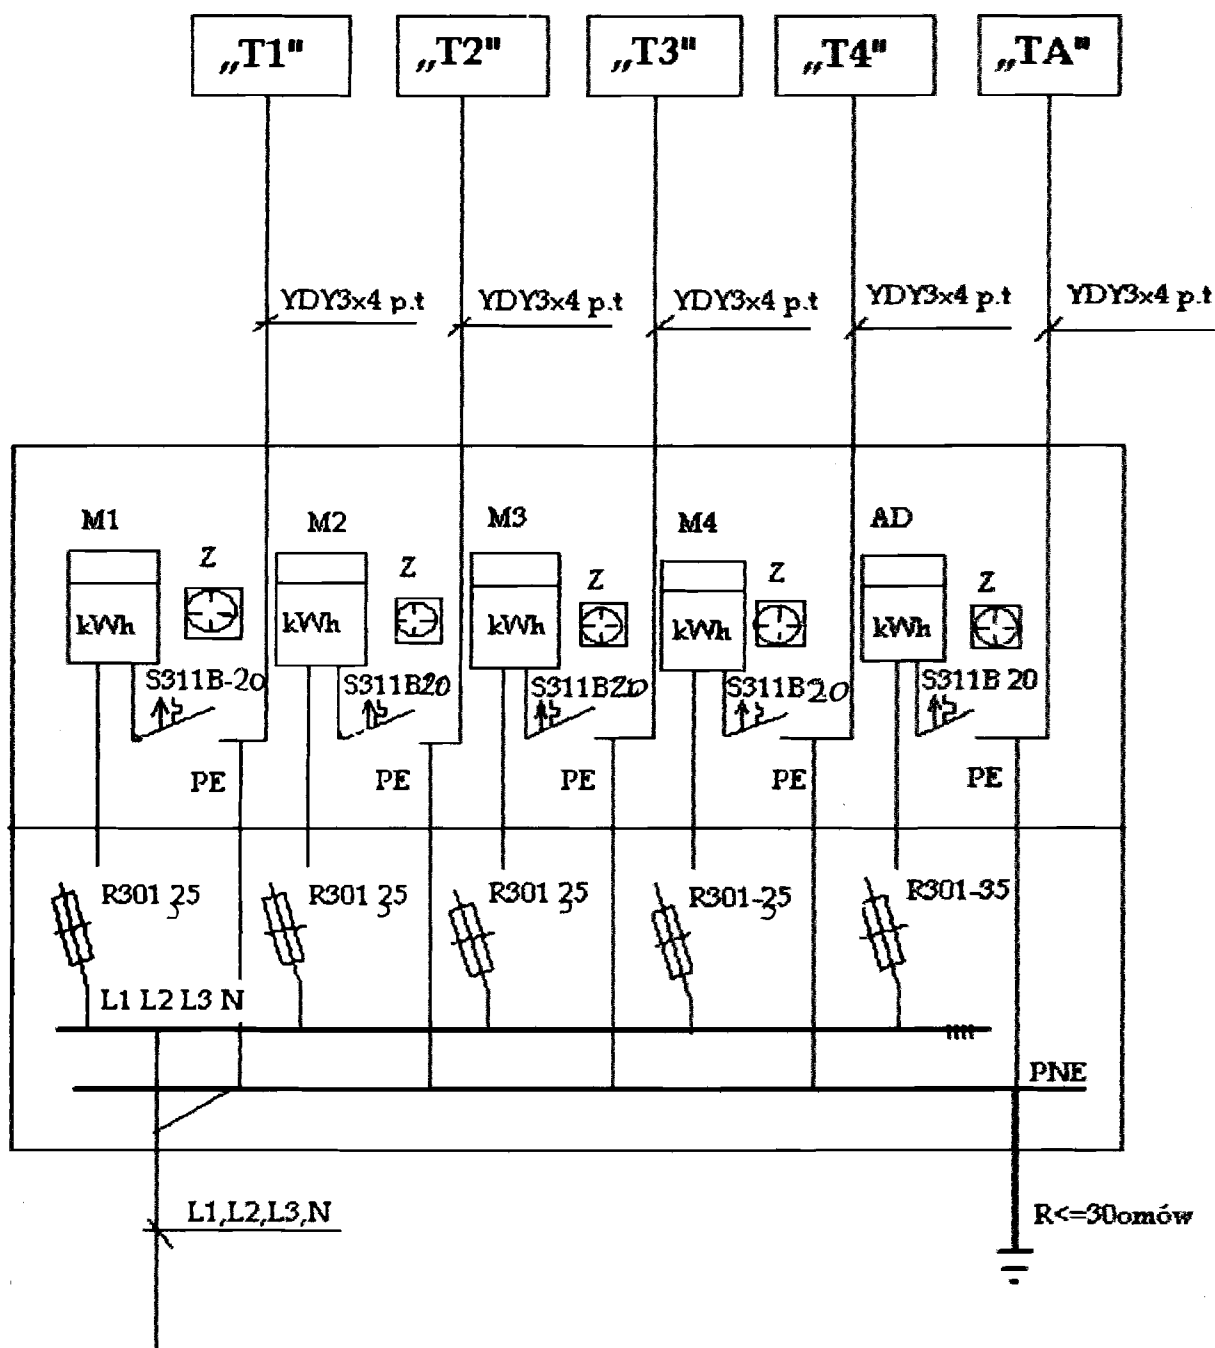 „T1" „T2" „T3" „T4" „TA"
YDY3x4 p.t YDY3x4 p.t YDY3x4 p.t YDY3x4 p.t YDY3x4 p.t
M1 M2 M3 M4 AD
Z Z Z Z Z
kWh kWh kWh kWh kWh
S311B-20 S311B20 S311B20 S311B20 S311B 20
PE PE PE PE PE
R301 25 R301 25 R301 25 R301-25 R301-35
L1 L2 L3 N
PNE
L1,L2,L3,N
R<=30omów